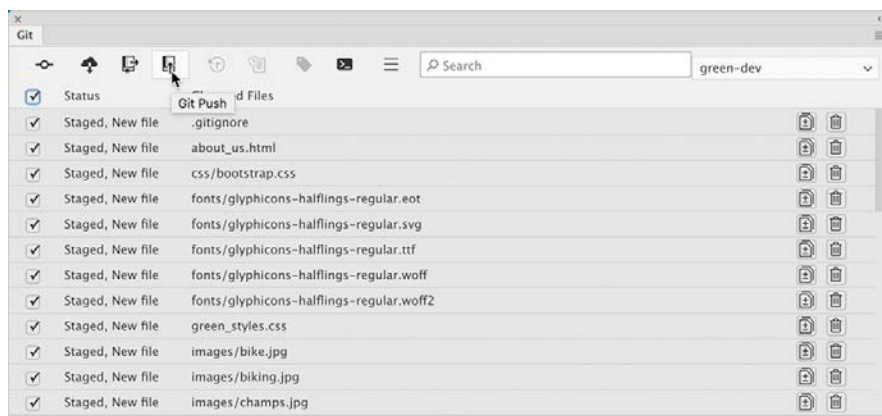 Git
Search
green-dev
Status
d Files
Git Push
Staged, New file .gitignore
Staged, New file about_us.html
Staged, New file css/bootstrap.css
Staged, New file fonts/glyphicons-halflings-regular.eot
Staged, New file fonts/glyphicons-halflings-regular.svg
Staged, New file fonts/glyphicons-halflings-regular.ttf
Staged, New file fonts/glyphicons-halflings-regular.woff
Staged, New file fonts/glyphicons-halflings-regular.woff2
Staged, New file green_styles.css
Staged, New file images/bike.jpg
Staged, New file images/biking.jpg
Staged, New file images/champs.jpg